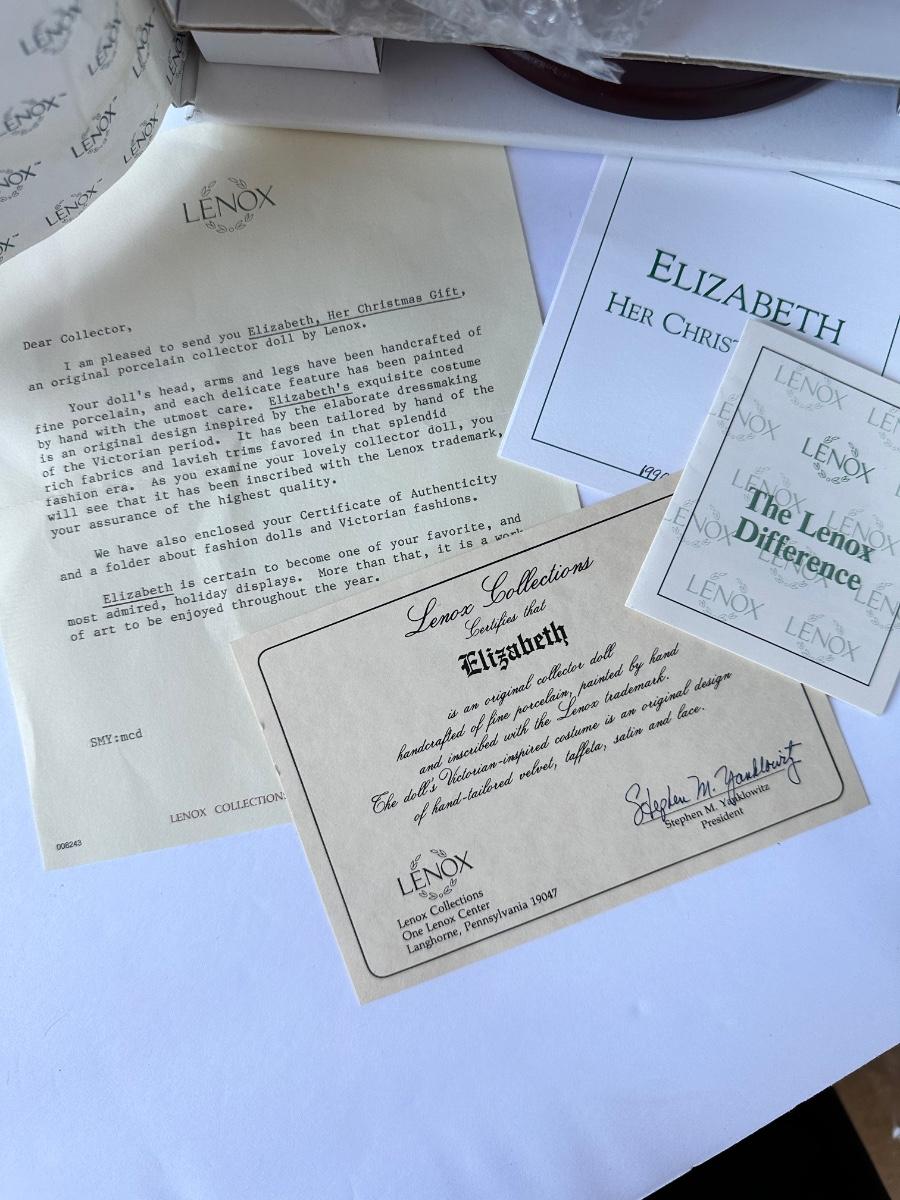 LENOX
LENOX
LENOX
LENOX
LENOX
LENOX
LENOX
Dear Collector,
I am pleased to send you Elizabeth, Her Christmas Gift,
an original porcelain collector doll by Lenox.
Your doll's head, arms and legs have been handcrafted of
fine porcelain, and each delicate feature has been painted
by hand with the utmost care. Elizabeth's exquisite costume
is an original design inspired by the elaborate dressmaking
of the Victorian period. It has been tailored by hand of the
rich fabrics and lavish trims favored in that splendid
fashion era. As you examine your lovely collector doll, you
will see that it has been inscribed with the Lenox trademark,
your assurance of the highest quality.
We have also enclosed your Certificate of Authenticity
and a folder about fashion dolls and Victorian fashions.
Elizabeth is certain to become one of your favorite, and
most admired, holiday displays. More than that, it is a work
of art to be enjoyed throughout the year.
SMY:mcd
LENOX COLLECTIONS
008243
ELIZABETH
HER CHRIST
1990
LENOX
LENOX
LENOX
The Lenox
Difference
LENOX
LENOX
LENOX
LENOX
LENOX
Lenox Collections
Certifies that
Elizabeth
is an original collector doll
handcrafted of fine porcelain, painted by hand
and inscribed with the Lenox trademark.
The doll's Victorian-inspired costume is an original design
of hand-tailored velvet, taffeta, satin and lace.
Stephen M. Yanklowitz
Stephen M. Yanklowitz
President
LENOX
Lenox Collections
One Lenox Center
Langhorne, Pennsylvania 19047